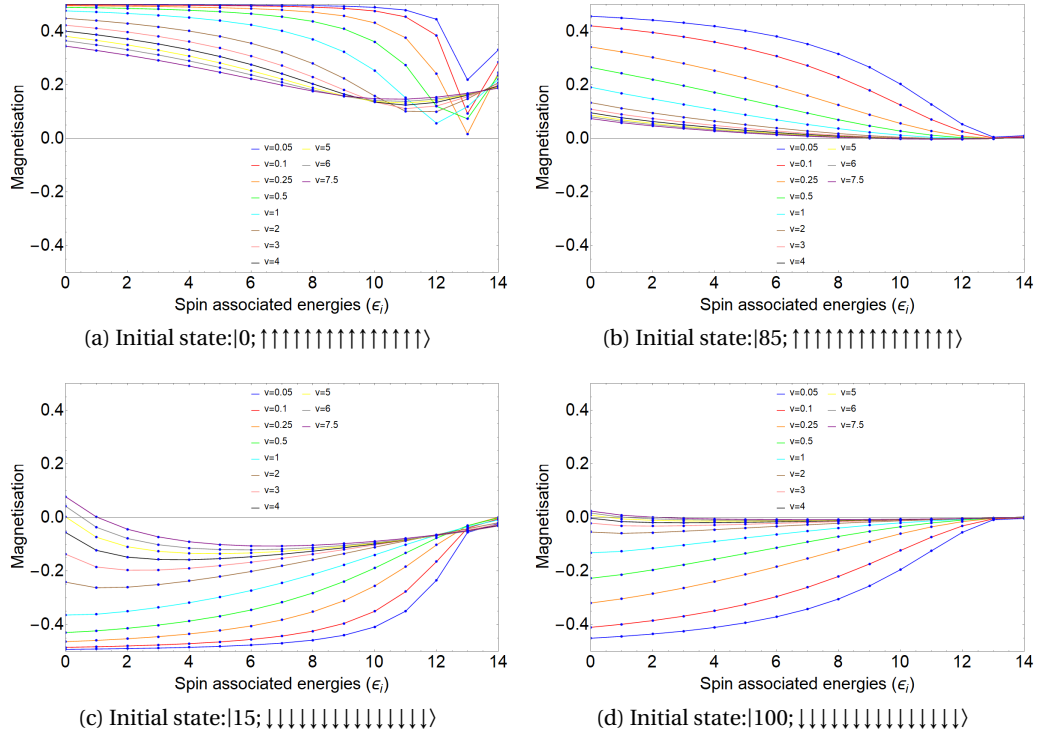 0.4
0.2
0.0
−0.2
−0.4
Magnetisation
v=0.05 v=5
v=0.1 v=6
v=0.25 v=7.5
v=0.5
v=1
v=2
v=3
v=4
0 2 4 6 8 10 12 14
Spin associated energies (ϵi)
(a) Initial state:|0; ↑↑↑↑↑↑↑↑↑↑↑↑↑↑↑⟩
0.4
0.2
0.0
−0.2
−0.4
Magnetisation
v=0.05 v=5
v=0.1 v=6
v=0.25 v=7.5
v=0.5
v=1
v=2
v=3
v=4
0 2 4 6 8 10 12 14
Spin associated energies (ϵi)
(b) Initial state:|85; ↑↑↑↑↑↑↑↑↑↑↑↑↑↑↑⟩
0.4
0.2
0.0
−0.2
−0.4
Magnetisation
v=0.05 v=5
v=0.1 v=6
v=0.25 v=7.5
v=0.5
v=1
v=2
v=3
v=4
0 2 4 6 8 10 12 14
Spin associated energies (ϵi)
(c) Initial state:|15; ↓↓↓↓↓↓↓↓↓↓↓↓↓↓↓⟩
0.4
0.2
0.0
−0.2
−0.4
Magnetisation
v=0.05 v=5
v=0.1 v=6
v=0.25 v=7.5
v=0.5
v=1
v=2
v=3
v=4
0 2 4 6 8 10 12 14
Spin associated energies (ϵi)
(d) Initial state:|100; ↓↓↓↓↓↓↓↓↓↓↓↓↓↓↓⟩